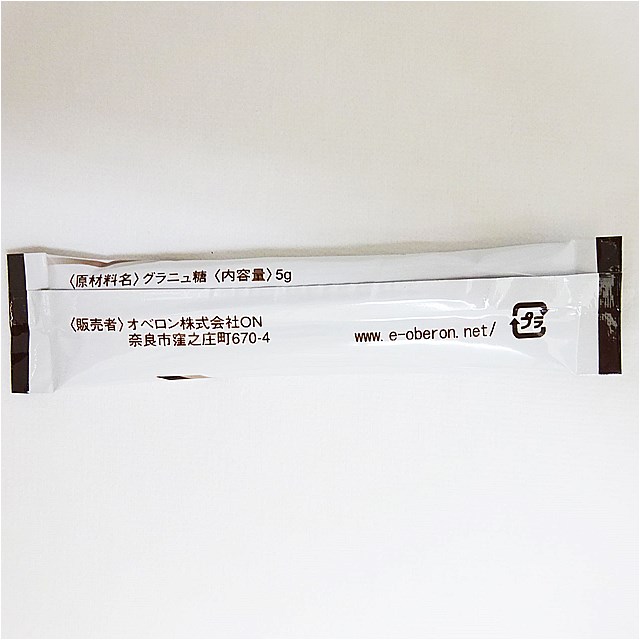 〈原材料名〉グラニュ糖 〈内容量〉5g
〈販売者〉オベロン株式会社ON
奈良市窪之庄町670-4
www.e-oberon.net/
プラ